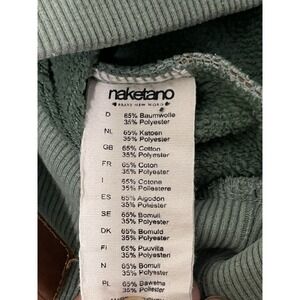 naketano
BRAVE NEW WORLD
D 65% Baumwolle
35% Polyester
NL 65% Katoen
35% Polyester
GB 65% Cotton
35% Polyester
FR 65% Coton
35% Polyester
I 65% Cotone
35% Poliestere
ES 65% Algodón
35% Poliester
SE 65% Bomull
35% Polyester
DK 65% Bomuld
35% Polyester
FI 65% Puuvilla
35% Polyesteri
N 65% Bomull
35% Polyester
PL 65% Bawełna
35% Polyester